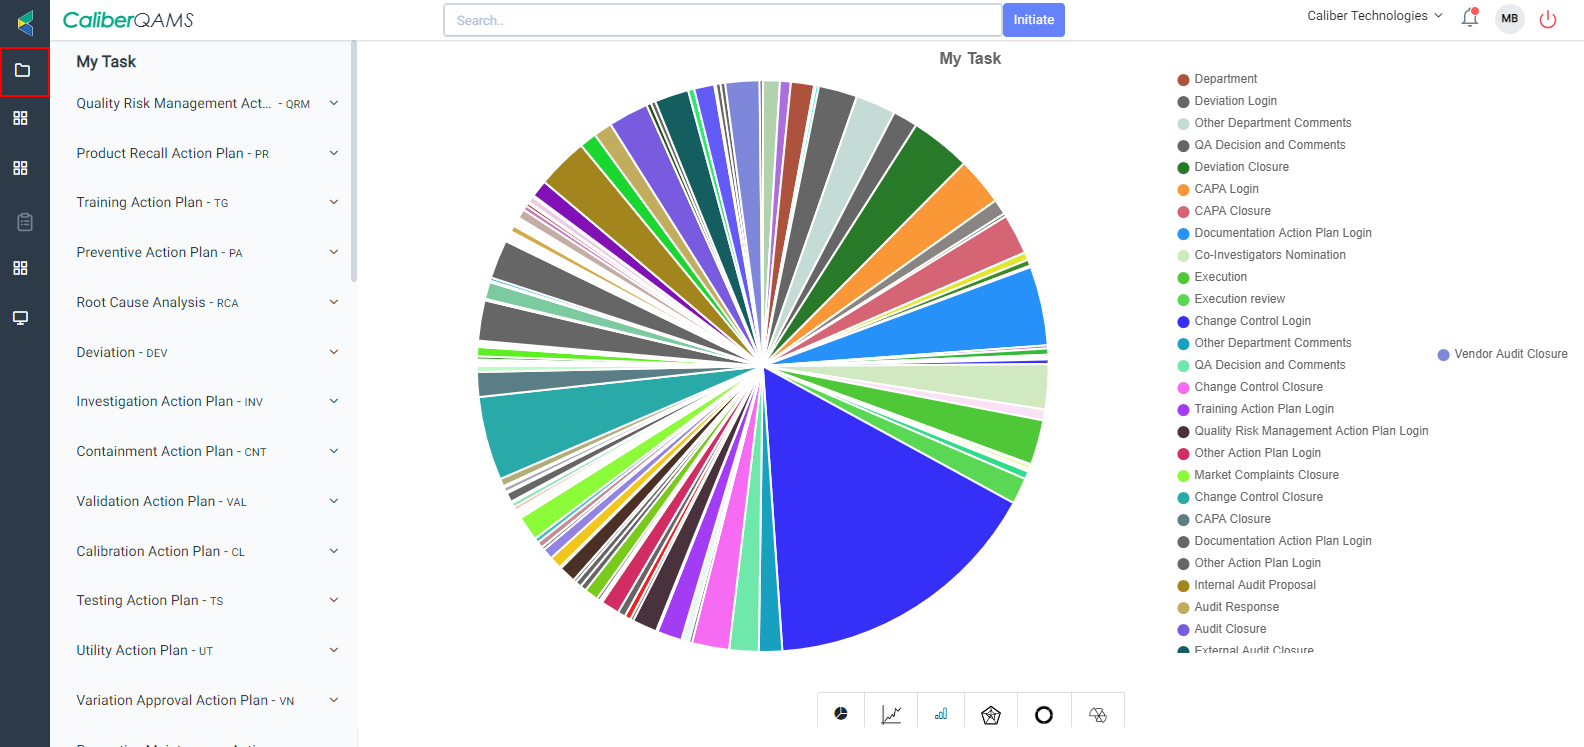 CaliberQAMS
Search..
Initiate
Caliber Technologies
MB
My Task
Quality Risk Management Act... - QRM
Product Recall Action Plan - PR
Training Action Plan - TG
Preventive Action Plan - PA
Root Cause Analysis - RCA
Deviation - DEV
Investigation Action Plan - INV
Containment Action Plan - CNT
Validation Action Plan - VAL
Calibration Action Plan - CL
Testing Action Plan - TS
Utility Action Plan - UT
Variation Approval Action Plan - VN
My Task
Department
Deviation Login
Other Department Comments
QA Decision and Comments
Deviation Closure
CAPA Login
CAPA Closure
Documentation Action Plan Login
Co-Investigators Nomination
Execution
Execution review
Change Control Login
Other Department Comments
QA Decision and Comments
Change Control Closure
Training Action Plan Login
Quality Risk Management Action Plan Login
Other Action Plan Login
Market Complaints Closure
Change Control Closure
CAPA Closure
Documentation Action Plan Login
Other Action Plan Login
Internal Audit Proposal
Audit Response
Audit Closure
External Audit Closure
Vendor Audit Closure